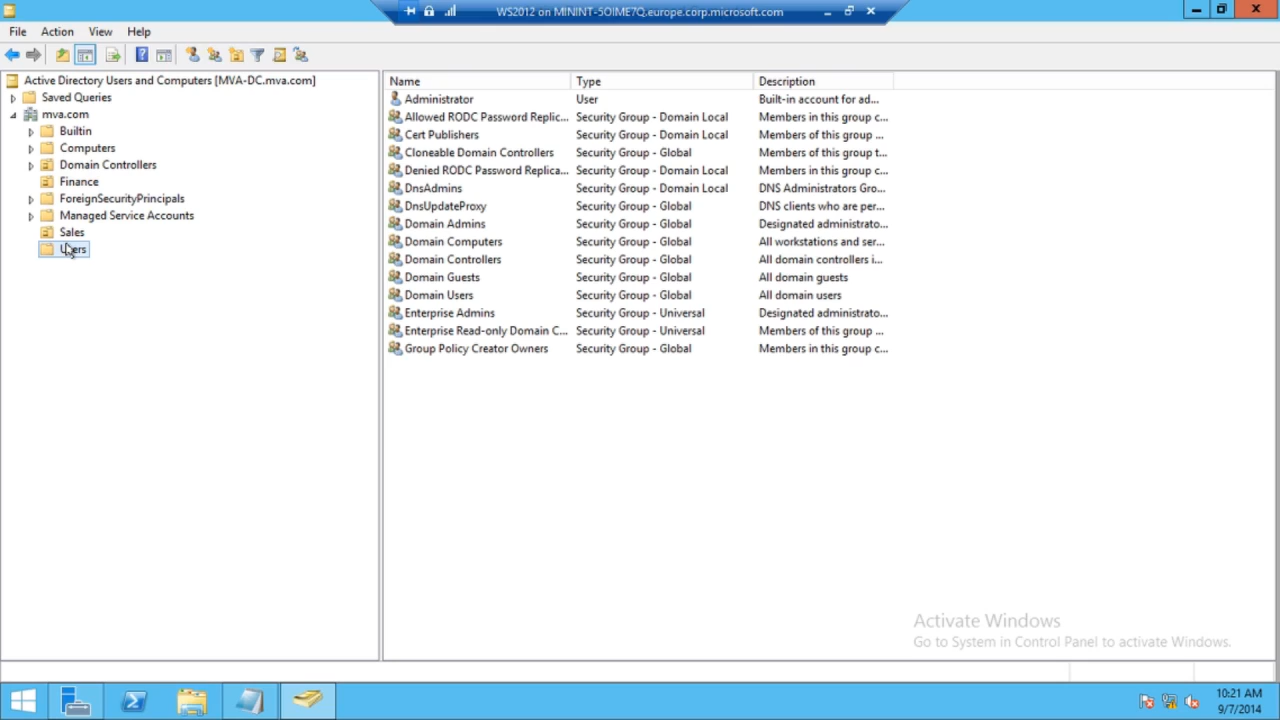 WS2012 on MININT-5OIME7Q.europe.corp.microsoft.com
File Action View Help
Active Directory Users and Computers [MVA-DC.mva.com]
Saved Queries
mva.com
Builtin
Computers
Domain Controllers
Finance
ForeignSecurityPrincipals
Managed Service Accounts
Sales
Users
Name Type Description
Administrator User Built-in account for ad...
Allowed RODC Password Replic... Security Group - Domain Local Members in this group c...
Cert Publishers Security Group - Domain Local Members of this group ...
Cloneable Domain Controllers Security Group - Global Members of this group t...
Denied RODC Password Replica... Security Group - Domain Local Members in this group c...
DnsAdmins Security Group - Domain Local DNS Administrators Gro...
DnsUpdateProxy Security Group - Global DNS clients who are per...
Domain Admins Security Group - Global Designated administrato...
Domain Computers Security Group - Global All workstations and ser...
Domain Controllers Security Group - Global All domain controllers i...
Domain Guests Security Group - Global All domain guests
Domain Users Security Group - Global All domain users
Enterprise Admins Security Group - Universal Designated administrato...
Enterprise Read-only Domain C... Security Group - Universal Members of this group ...
Group Policy Creator Owners Security Group - Global Members in this group c...
Activate Windows
Go to System in Control Panel to activate Windows.
10:21 AM
9/7/2014